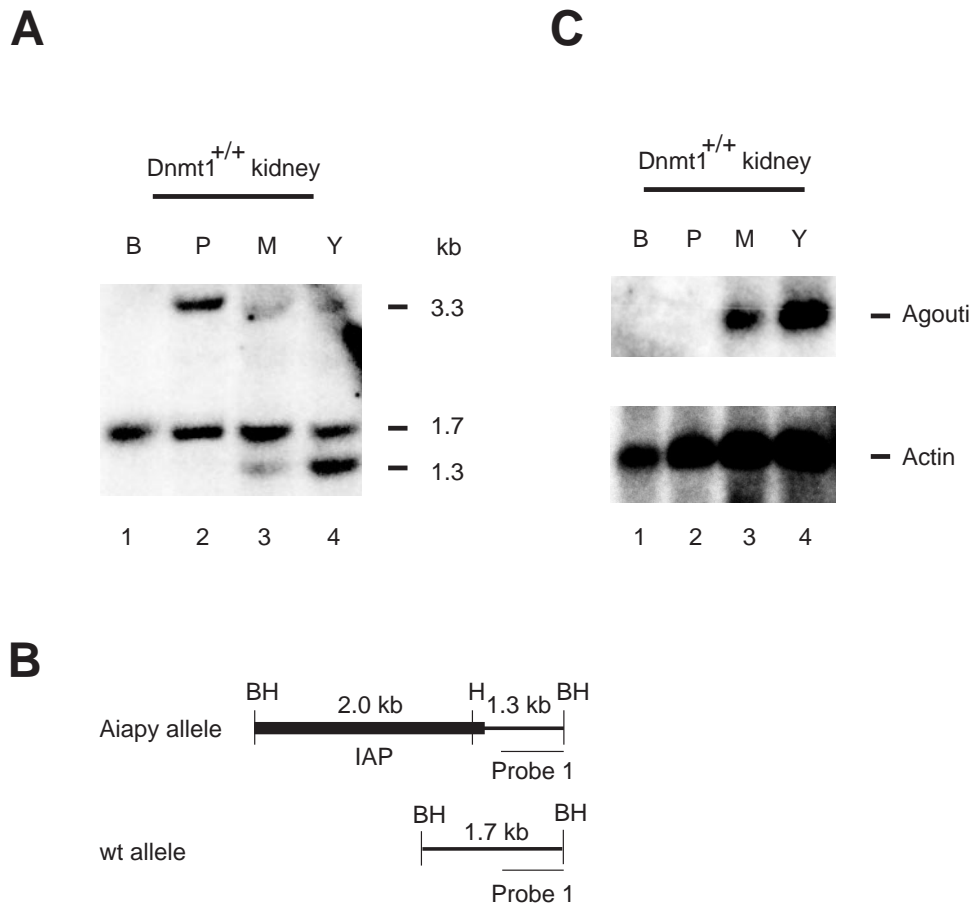 A
Dnmt1+/+ kidney
B P M Y kb
3.3
1.7
1.3
1 2 3 4
C
Dnmt1+/+ kidney
B P M Y
Agouti
Actin
1 2 3 4
B
BH H BH
2.0 kb 1.3 kb
Aiapy allele
IAP
Probe 1
BH BH
1.7 kb
wt allele
Probe 1